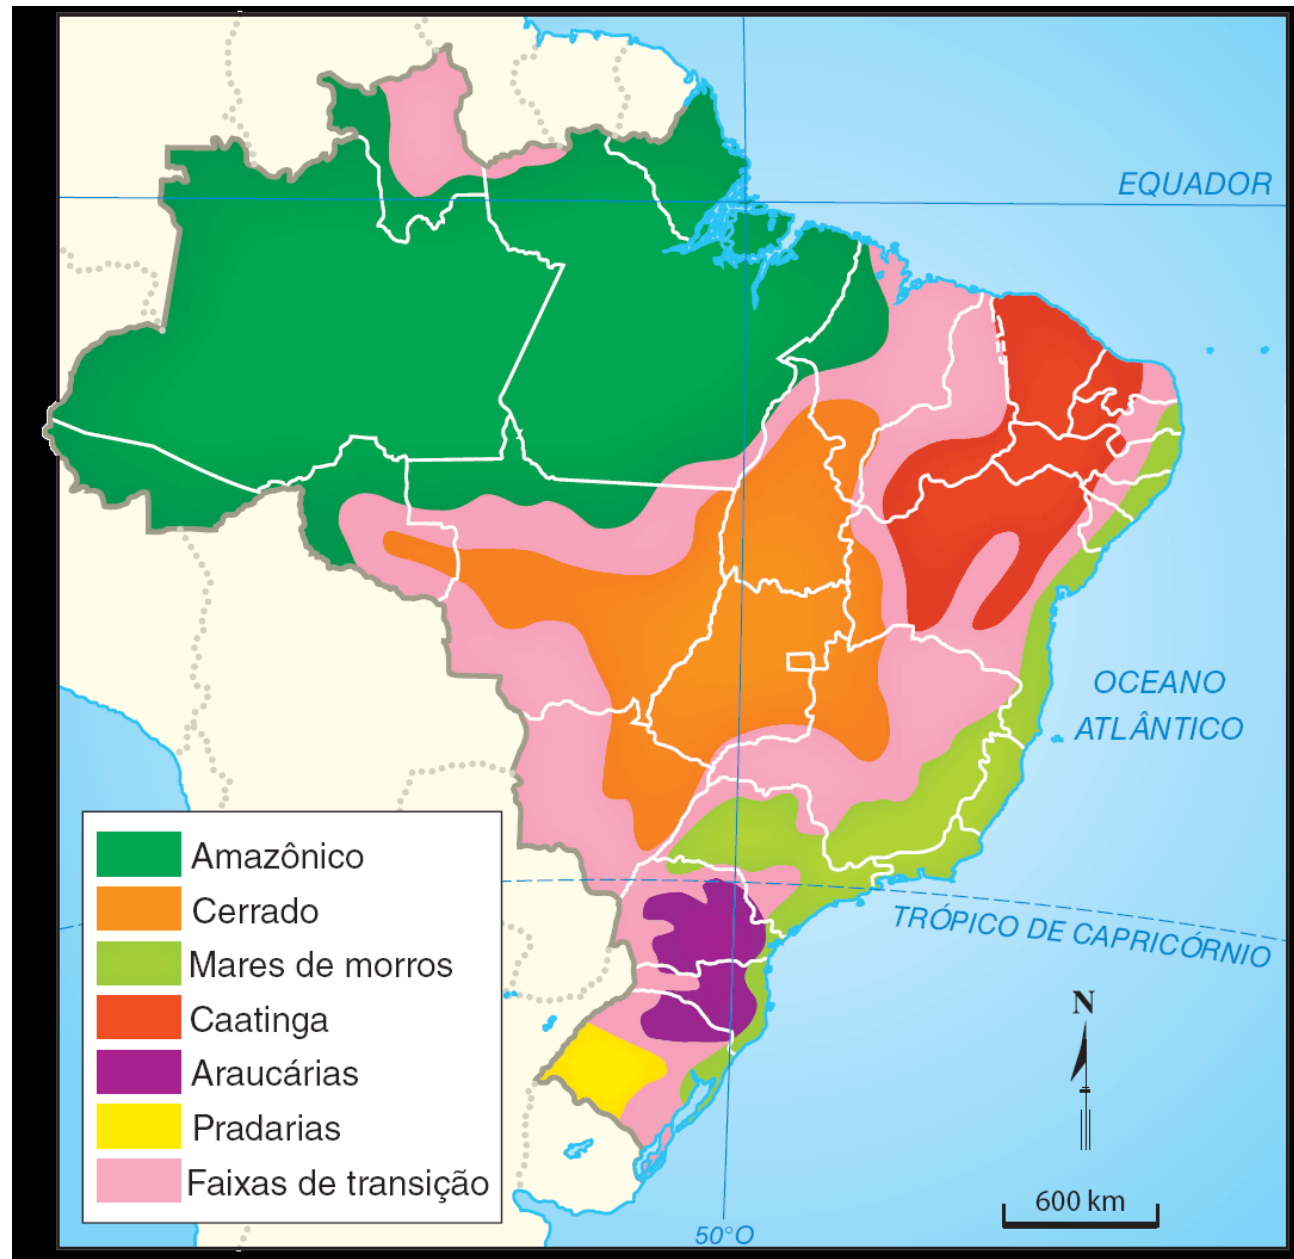 EQUADOR
OCEANO
ATLÂNTICO
TRÓPICO DE CAPRICÓRNIO
Amazônico
Cerrado
Mares de morros
Caatinga
Araucárias
Pradarias
Faixas de transição
N
600 km
50°O